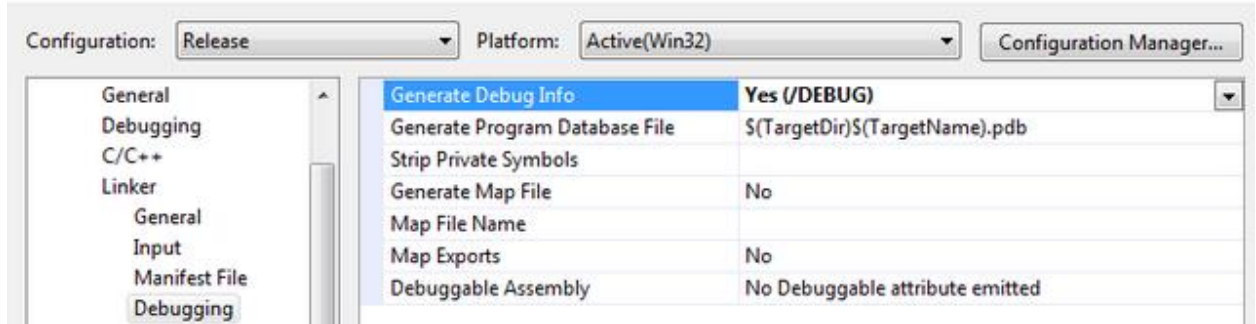 Configuration: Release Platform: Active(Win32) Configuration Manager...
General
Debugging
C/C++
Linker
General
Input
Manifest File
Debugging
Generate Debug Info Yes (/DEBUG)
Generate Program Database File $(TargetDir)$(TargetName).pdb
Strip Private Symbols
Generate Map File No
Map File Name
Map Exports No
Debuggable Assembly No Debuggable attribute emitted